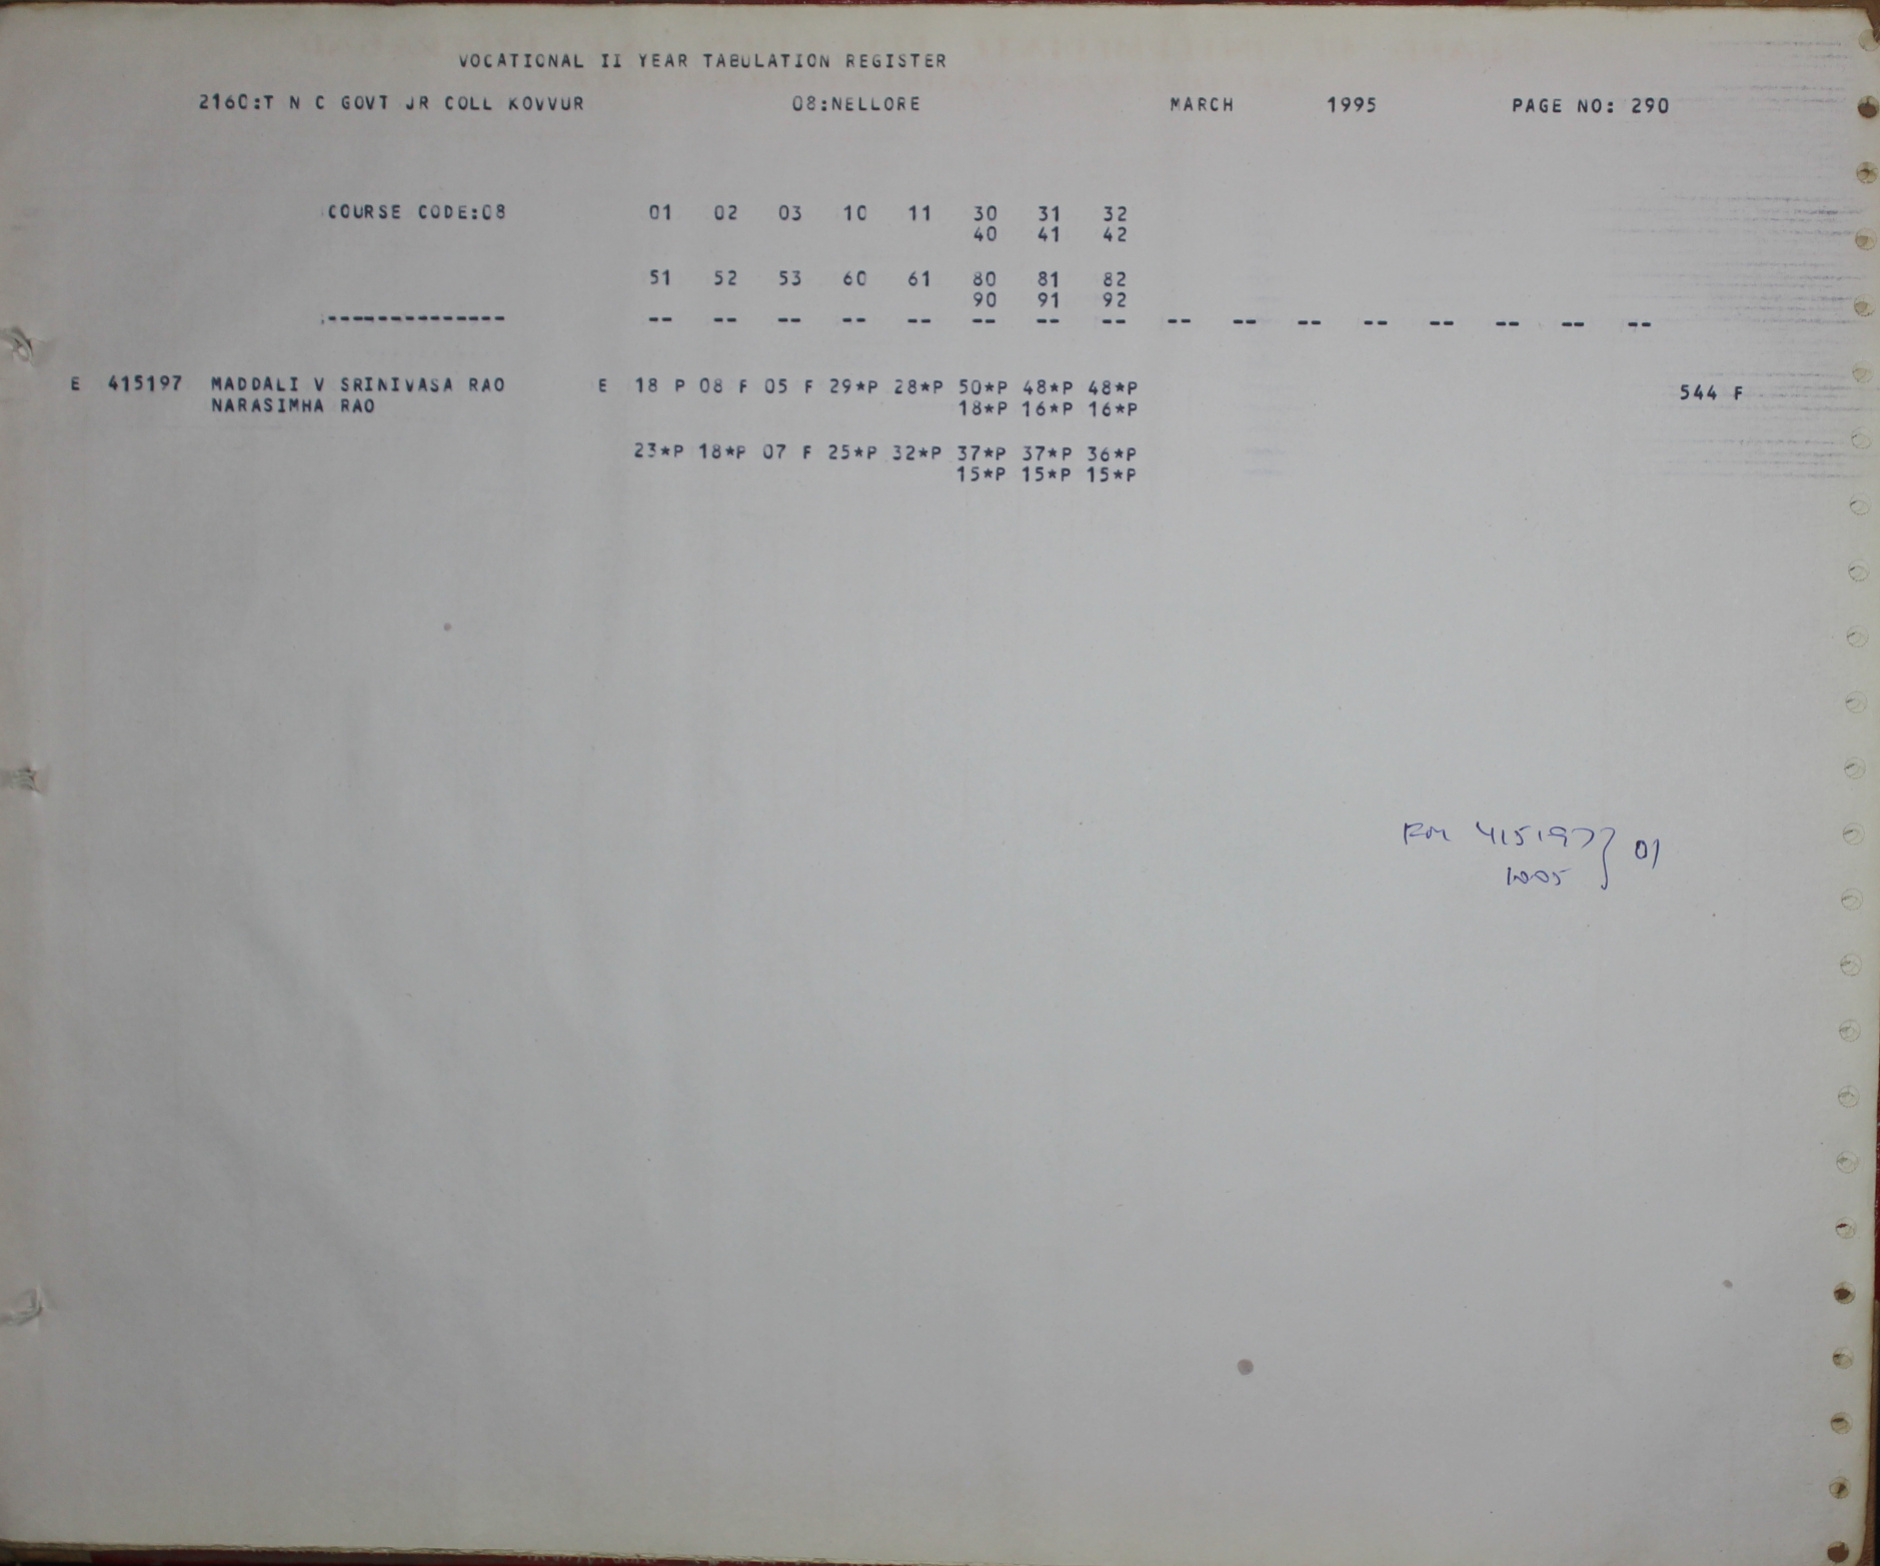 VOCATIONAL II YEAR TABULATION REGISTER
2160:T N C GOVT JR COLL KOVVUR 08:NELLORE MARCH 1995 PAGE NO: 290
COURSE CODE:08 01 02 03 10 11 30 31 32
40 41 42
51 52 53 60 61 80 81 82
90 91 92
-------------- -- -- -- -- -- -- -- -- -- -- -- -- -- -- -- --
E 415197 MADDALI V SRINIVASA RAO E 18 P 08 F 05 F 29*P 28*P 50*P 48*P 48*P 544 F
NARASIMHA RAO 18*P 16*P 16*P
23*P 18*P 07 F 25*P 32*P 37*P 37*P 36*P
15*P 15*P 15*P
415197 } 01